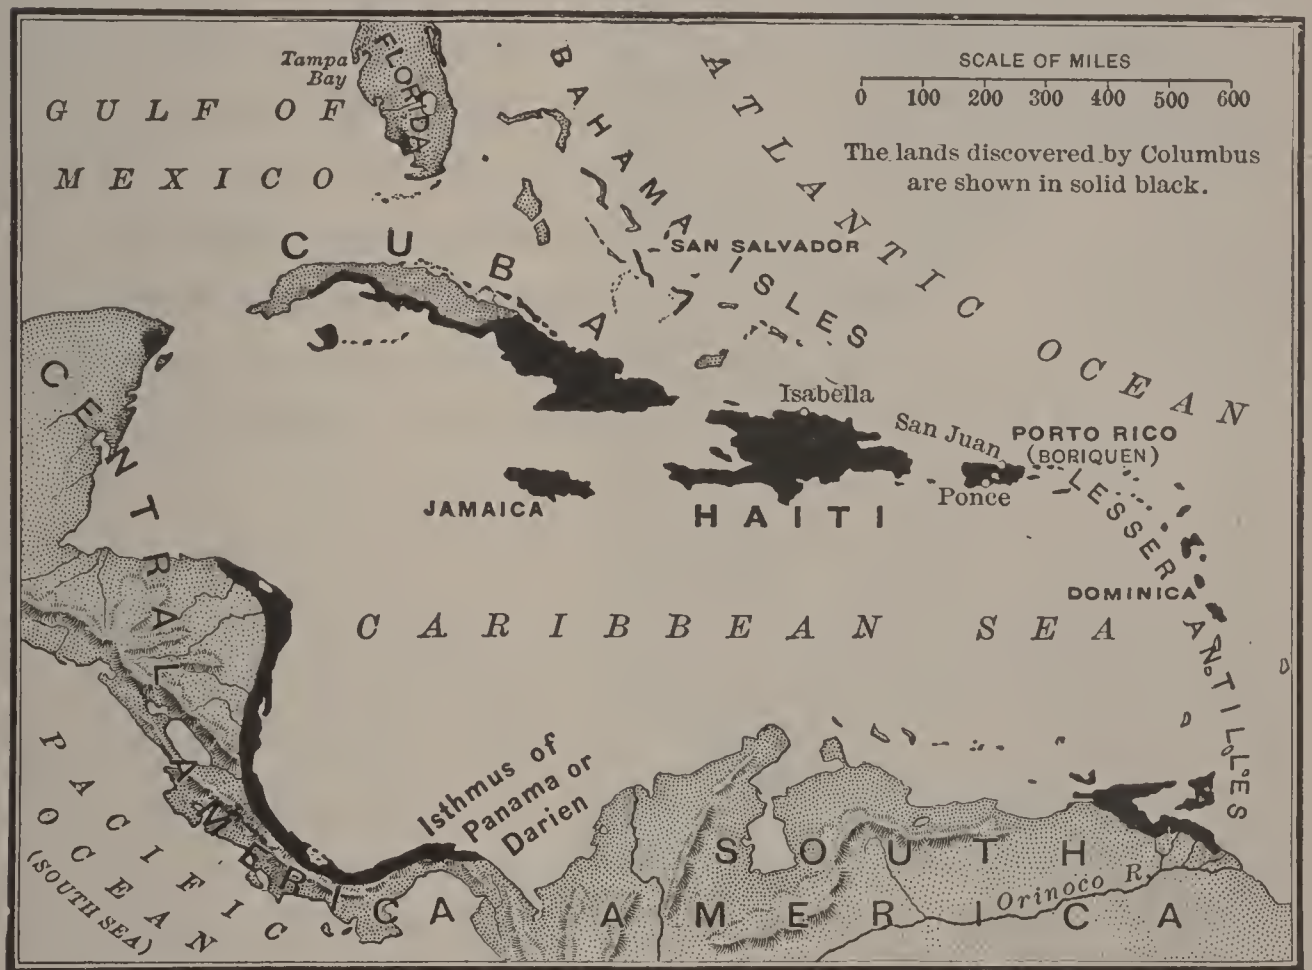 Tampa
Bay
FLORIDA
GULF OF
MEXICO
BAHAMA
ISLES
ATLANTIC OCEAN
SCALE OF MILES
0 100 200 300 400 500 600
The lands discovered by Columbus
are shown in solid black.
CUBA
SAN SALVADOR
Isabella
San Juan
PORTO RICO
(BORIQUEN)
Ponce
JAMAICA
HAITI
LESSER
ANTILLES
DOMINICA
CARIBBEAN SEA
CENTRAL
AMERICA
PACIFIC
OCEAN
(SOUTH SEA)
Isthmus of
Panama or
Darien
SOUTH
AMERICA
Orinoco R.